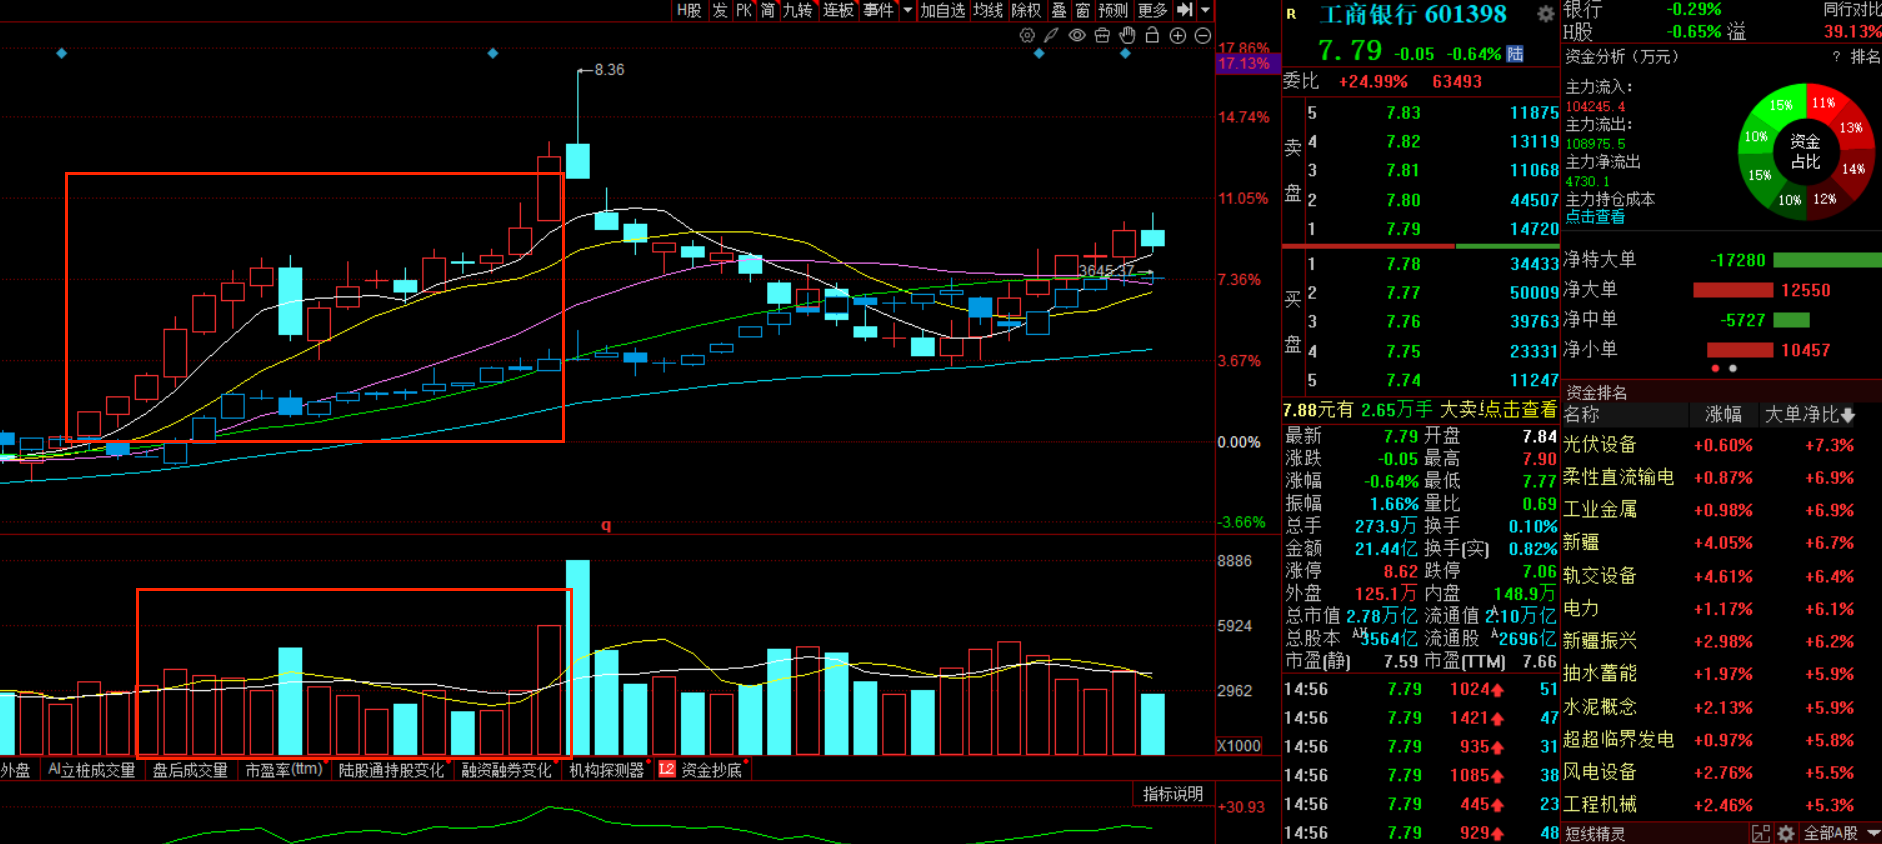 H股 发 PK 简 九转 连板 事件 加自选 均线 除权 叠 窗 预测 更多
17.86%
17.13%
14.74%
11.05%
7.36%
3.67%
0.00%
-3.66%
8.36
3645.37
q
8886
5924
2962
X1000
外盘 AI立桩成交量 盘后成交量 市盈率(ttm) 陆股通持股变化 融资融券变化 机构探测器 L2 资金抄底
指标说明
+30.93
R 工商银行 601398
7.79 -0.05 -0.64% 陆
委比 +24.99% 63493
卖盘
5 7.83 11875
4 7.82 13119
3 7.81 11068
2 7.80 44507
1 7.79 14720
买盘
1 7.78 34433
2 7.77 50009
3 7.76 39763
4 7.75 23331
5 7.74 11247
7.88元有 2.65万手 大卖!点击查看
最新 7.79 开盘 7.84
涨跌 -0.05 最高 7.90
涨幅 -0.64% 最低 7.77
振幅 1.66% 量比 0.69
总手 273.9万 换手 0.10%
金额 21.44亿 换手(实) 0.82%
涨停 8.62 跌停 7.06
外盘 125.1万 内盘 148.9万
总市值 2.78万亿 流通值 A 2.10万亿
总股本 AH 3564亿 流通股 A 2696亿
市盈(静) 7.59 市盈(TTM) 7.66
14:56 7.79 1024 51
14:56 7.79 1421 47
14:56 7.79 935 31
14:56 7.79 1085 38
14:56 7.79 445 23
14:56 7.79 929 48
银行 -0.29% 同行对比
H股 -0.65% 溢 39.13%
资金分析(万元) ? 排名
主力流入:
104245.4
主力流出:
108975.5
主力净流出
4730.1
主力持仓成本
点击查看
资金占比
15% 11%
10% 13%
15% 14%
10% 12%
净特大单 -17280
净大单 12550
净中单 -5727
净小单 10457
资金排名
名称 涨幅 大单净比
光伏设备 +0.60% +7.3%
柔性直流输电 +0.87% +6.9%
工业金属 +0.98% +6.9%
新疆 +4.05% +6.7%
轨交设备 +4.61% +6.4%
电力 +1.17% +6.1%
新疆振兴 +2.98% +6.2%
抽水蓄能 +1.97% +5.9%
水泥概念 +2.13% +5.9%
超超临界发电 +0.97% +5.8%
风电设备 +2.76% +5.5%
工程机械 +2.46% +5.3%
短线精灵 全部A股